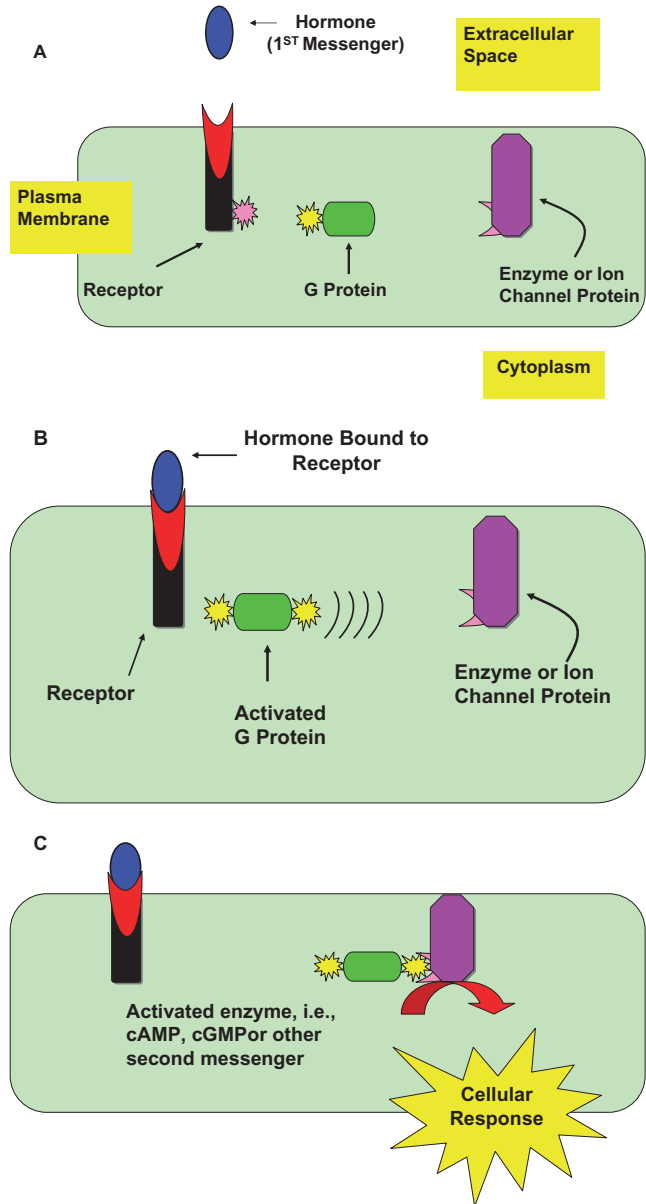 A
Hormone
(1ST Messenger)
Extracellular
Space
Plasma
Membrane
Receptor
G Protein
Enzyme or Ion
Channel Protein
Cytoplasm
B
Hormone Bound to
Receptor
Receptor
Activated
G Protein
Enzyme or Ion
Channel Protein
C
Activated enzyme, i.e.,
cAMP, cGMPor other
second messenger
Cellular
Response